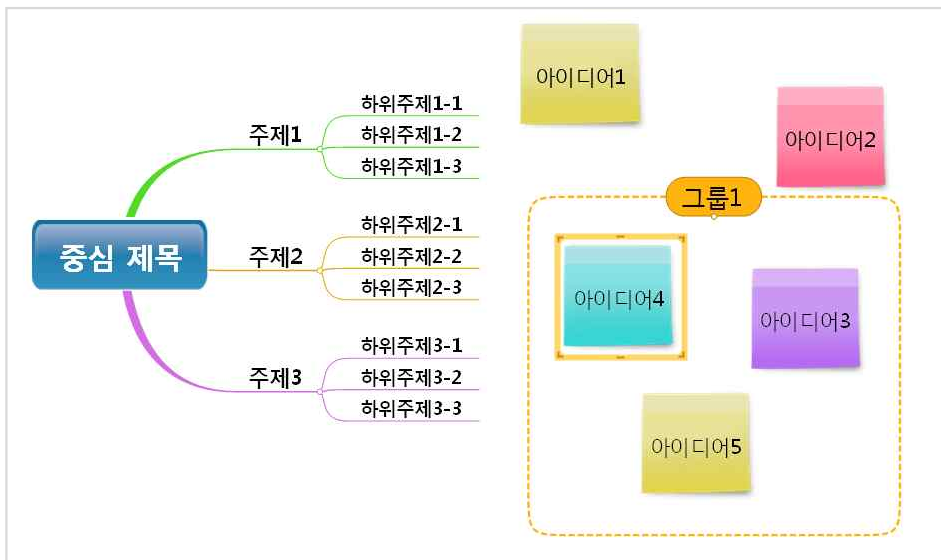 중심 제목
주제1
하위주제1-1
하위주제1-2
하위주제1-3
주제2
하위주제2-1
하위주제2-2
하위주제2-3
주제3
하위주제3-1
하위주제3-2
하위주제3-3
아이디어1
아이디어2
그룹1
아이디어4
아이디어3
아이디어5